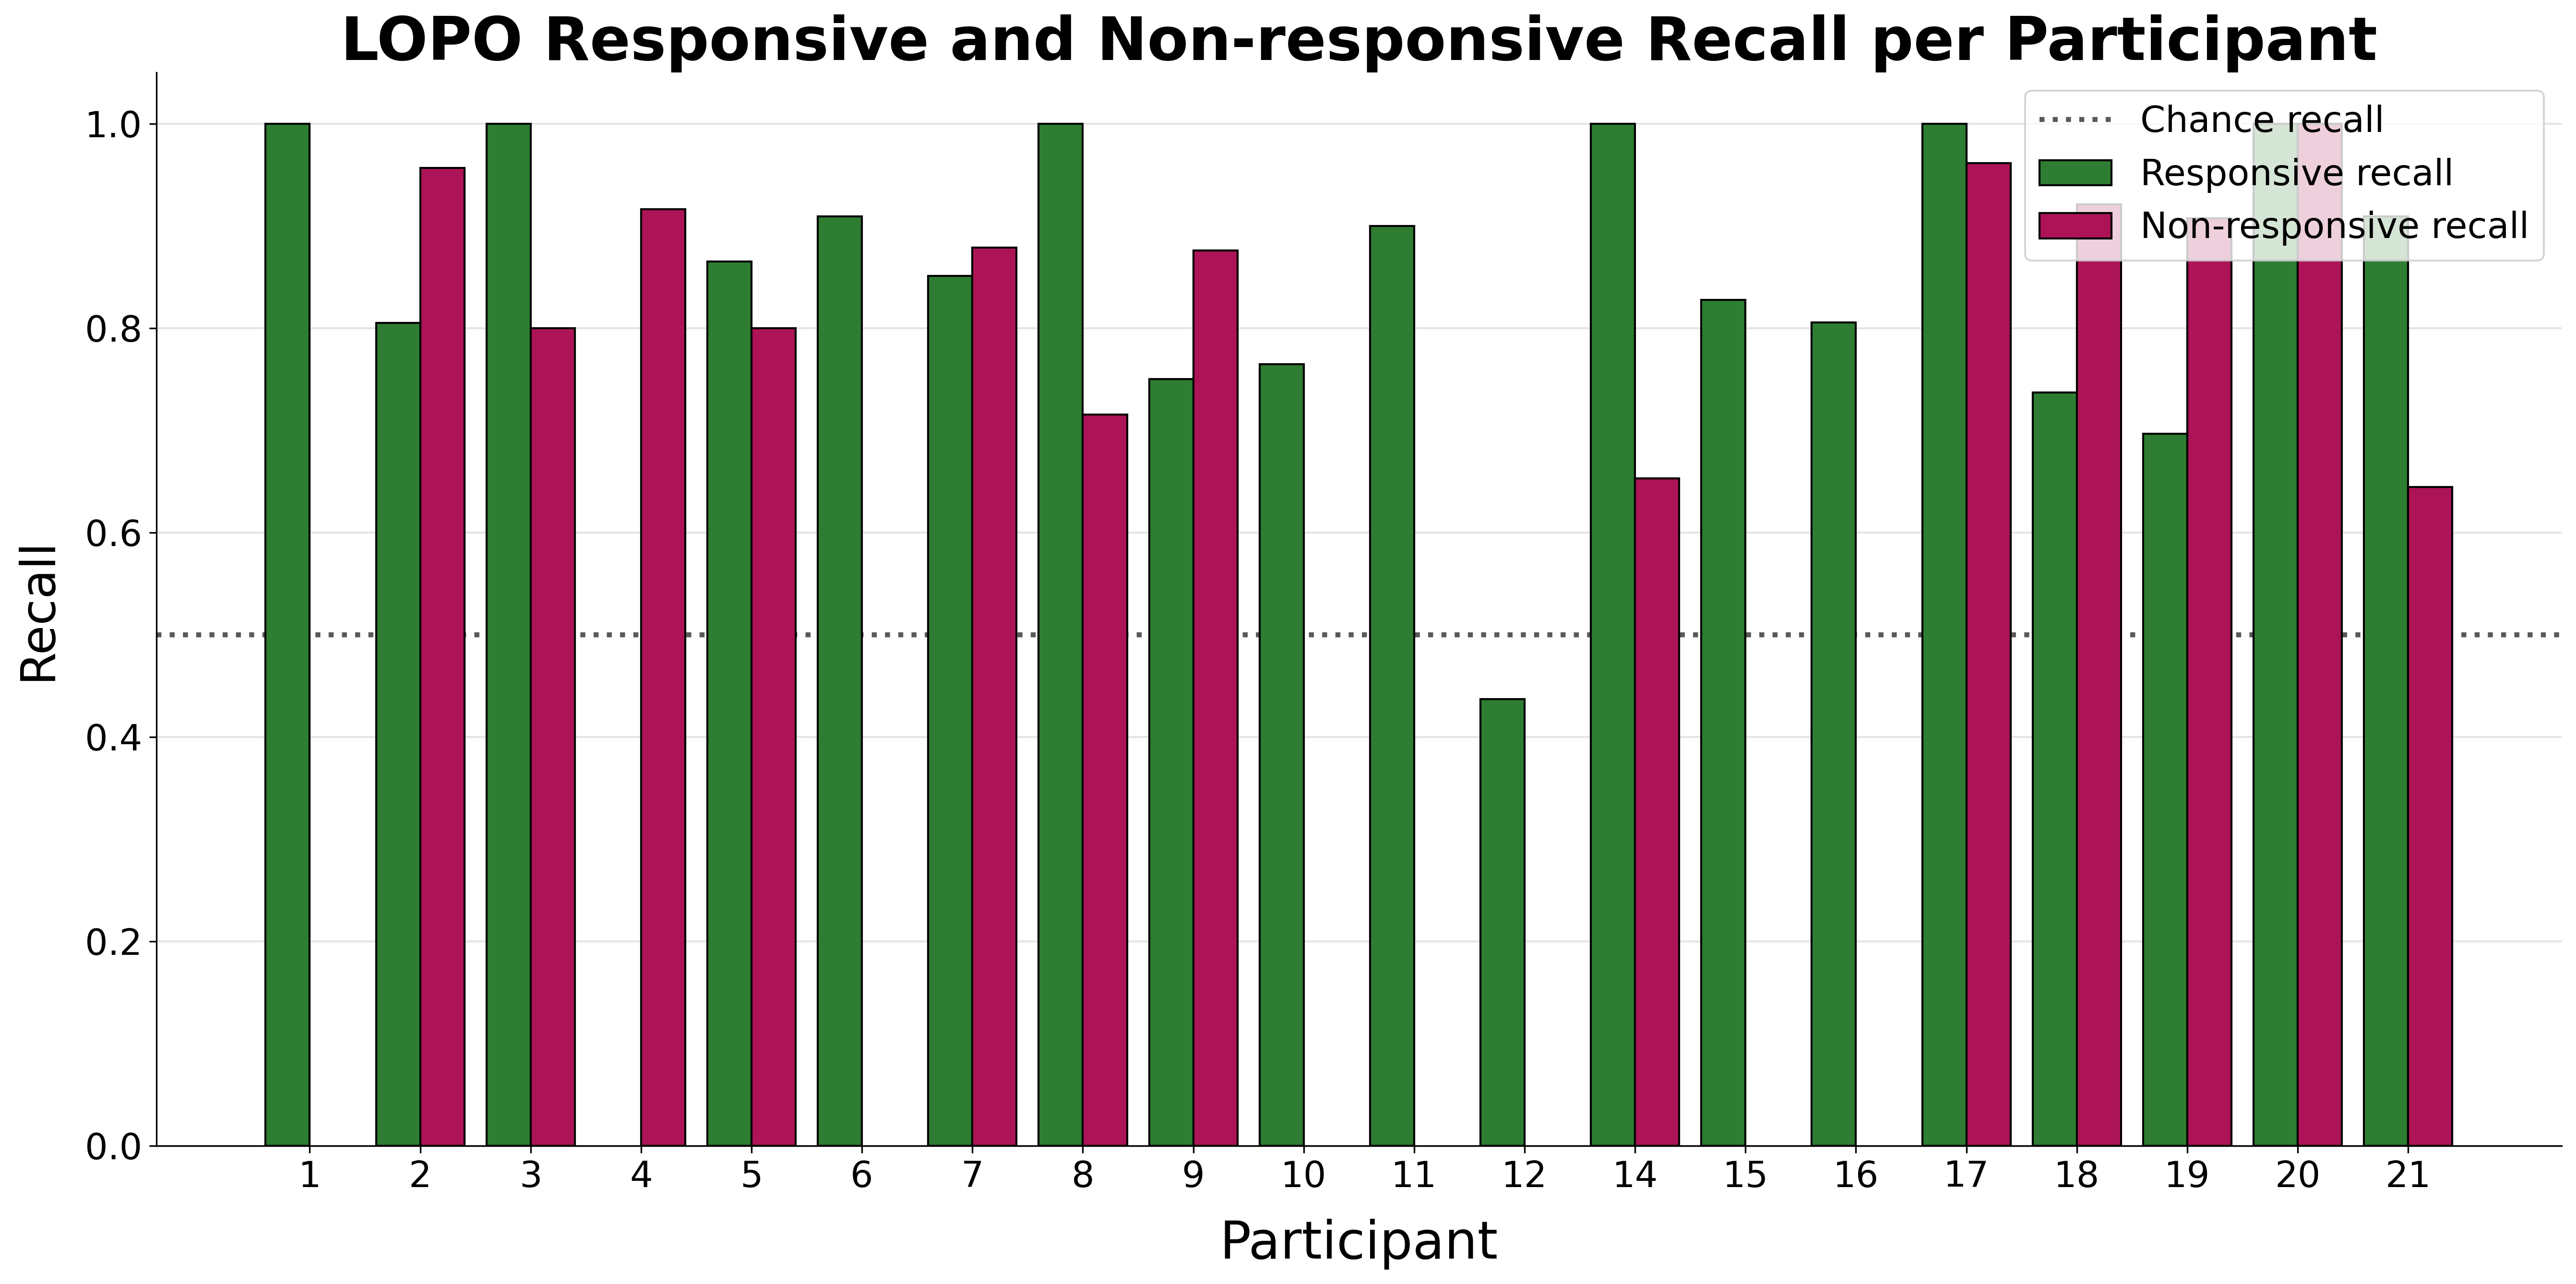 LOPO Responsive and Non-responsive Recall per Participant
Chance recall
Responsive recall
Non-responsive recall
1.0
0.8
0.6
0.4
0.2
0.0
Recall
1 2 3 4 5 6 7 8 9 10 11 12 14 15 16 17 18 19 20 21
Participant